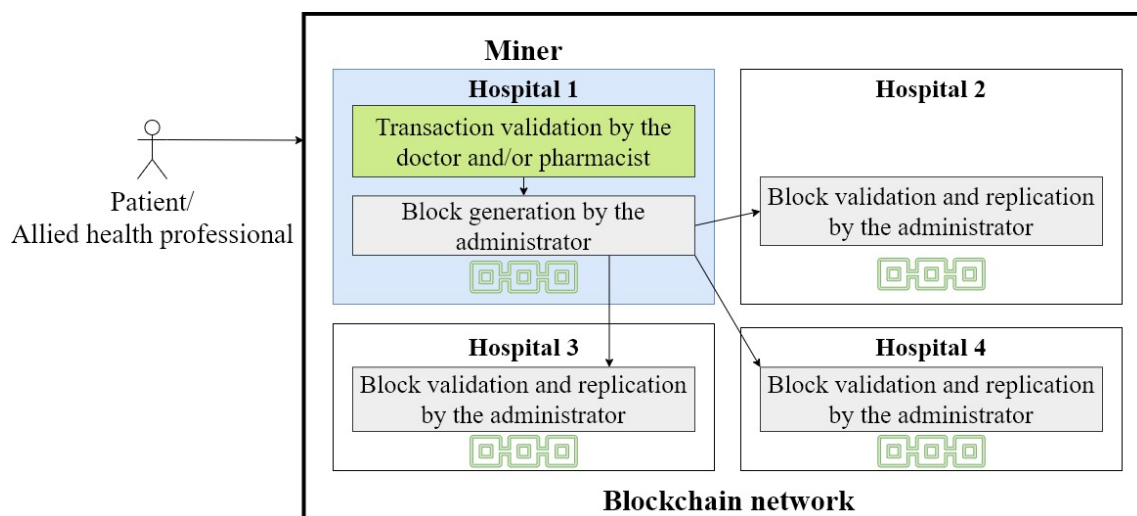 Miner
Hospital 1
Transaction validation by the
doctor and/or pharmacist
Block generation by the
administrator
Hospital 2
Block validation and replication
by the administrator
Patient/
Allied health professional
Hospital 3
Block validation and replication
by the administrator
Hospital 4
Block validation and replication
by the administrator
Blockchain network